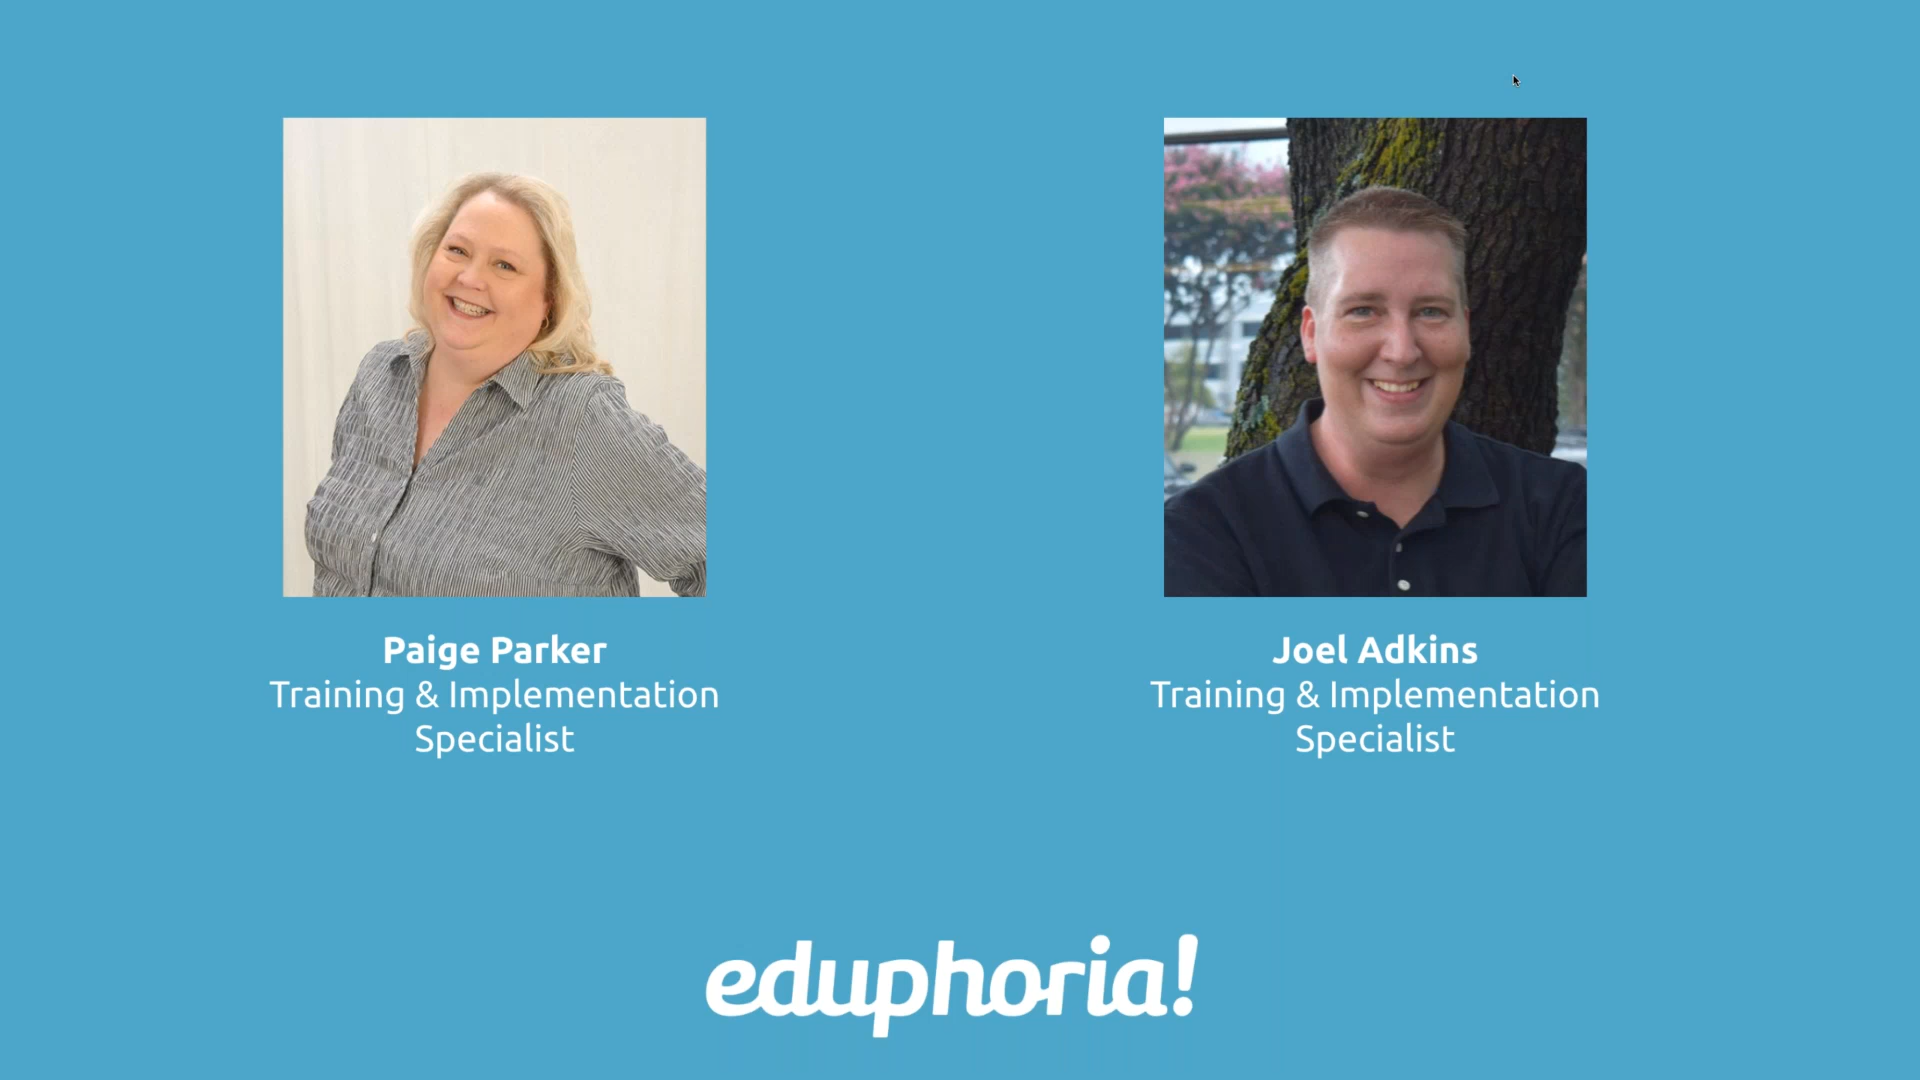 Paige Parker
Training & Implementation
Specialist
Joel Adkins
Training & Implementation
Specialist
eduphoria!